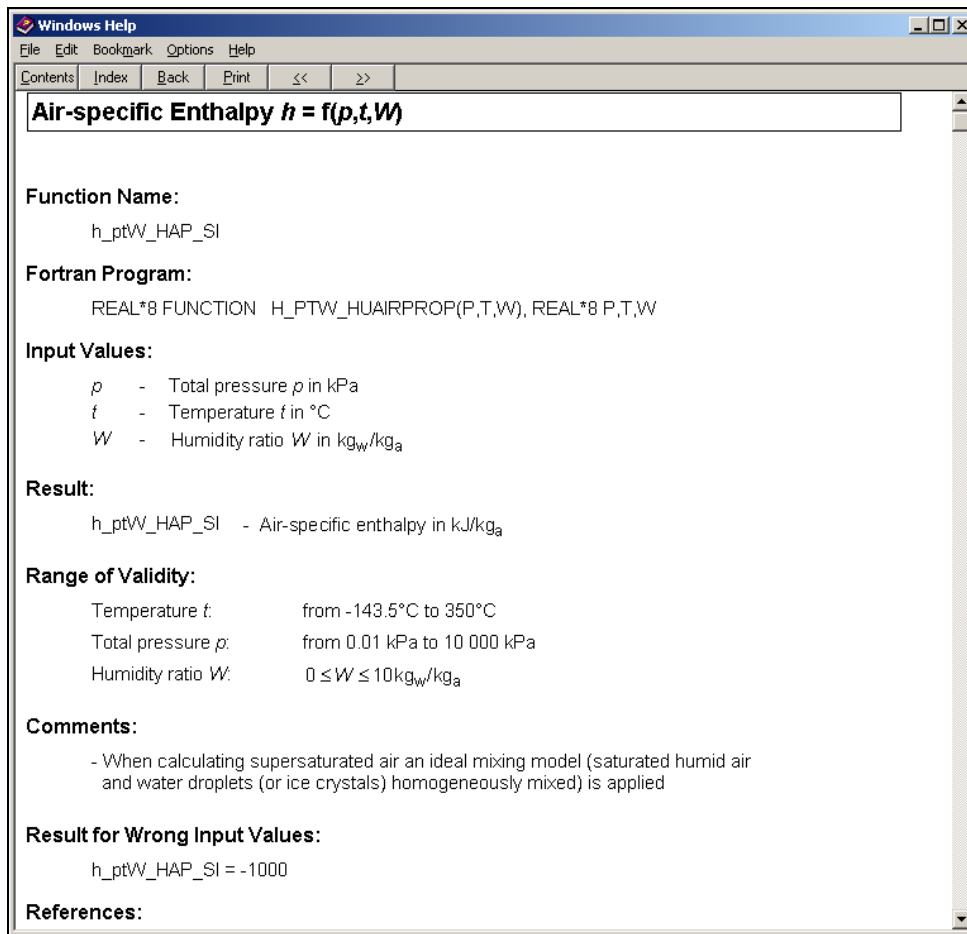 Windows Help
File Edit Bookmark Options Help
Contents Index Back Print << >>
Air-specific Enthalpy h = f(p,t,W)
Function Name:
h_ptW_HAP_SI
Fortran Program:
REAL*8 FUNCTION H_PTW_HUAIRPROP(P,T,W), REAL*8 P,T,W
Input Values:
p - Total pressure p in kPa
t - Temperature t in °C
W - Humidity ratio W in kgw/kga
Result:
h_ptW_HAP_SI - Air-specific enthalpy in kJ/kga
Range of Validity:
Temperature t: from -143.5°C to 350°C
Total pressure p: from 0.01 kPa to 10 000 kPa
Humidity ratio W: 0 ≤ W ≤ 10kgw/kga
Comments:
- When calculating supersaturated air an ideal mixing model (saturated humid air
and water droplets (or ice crystals) homogeneously mixed) is applied
Result for Wrong Input Values:
h_ptW_HAP_SI = -1000
References: